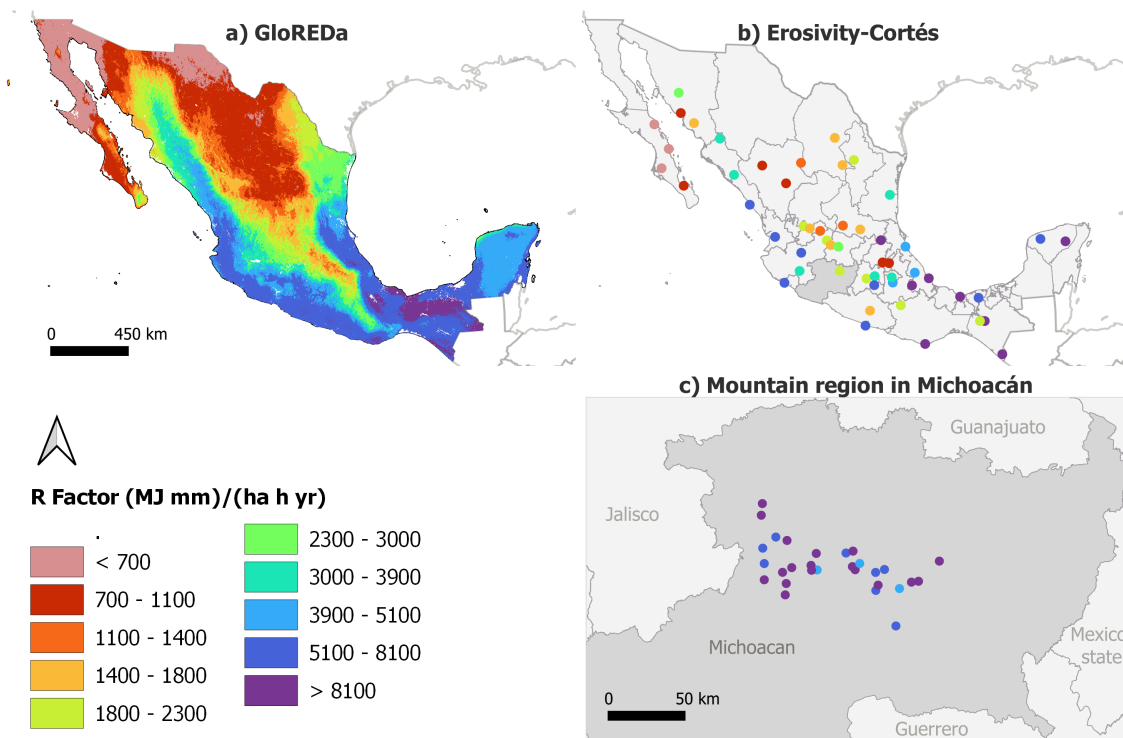 a) GloREDa
b) Erosivity-Cortés
0 450 km
c) Mountain region in Michoacán
Guanajuato
Jalisco
Michoacan
Mexico
state
Guerrero
0 50 km
R Factor (MJ mm)/(ha h yr)
.
< 700
700 - 1100
1100 - 1400
1400 - 1800
1800 - 2300
2300 - 3000
3000 - 3900
3900 - 5100
5100 - 8100
> 8100